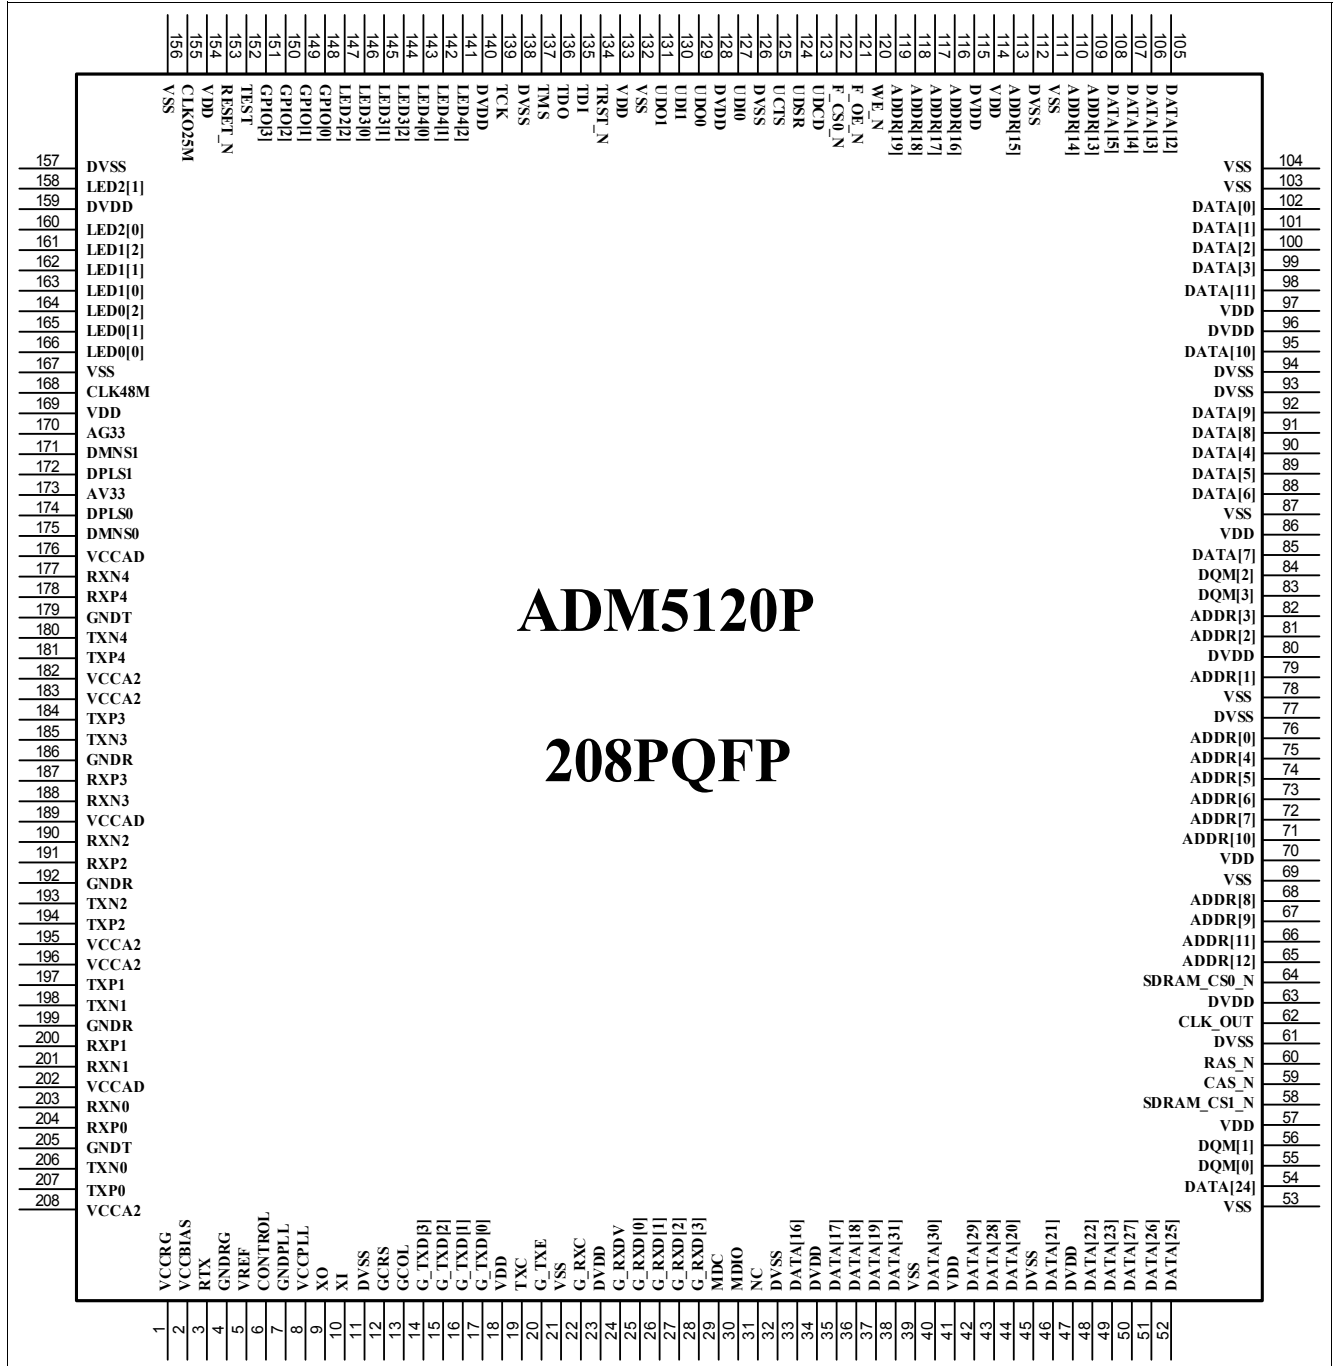 156 VSS
155 CLKO25M
154 VDD
153 RESET_N
152 TEST
151 GPIO[3]
150 GPIO[2]
149 GPIO[1]
148 GPIO[0]
147 LED2[2]
146 LED3[0]
145 LED3[1]
144 LED3[2]
143 LED4[0]
142 LED4[1]
141 LED4[2]
140 DVDD
139 TCK
138 DVSS
137 TMS
136 TDO
135 TDI
134 TRST_N
133 VDD
132 VSS
131 UDO1
130 UDI1
129 UDO0
128 DVDD
127 UDI0
126 DVSS
125 UCTS
124 UDSR
123 UDCD
122 F_CS0_N
121 F_OE_N
120 WE_N
119 ADDR[19]
118 ADDR[18]
117 ADDR[17]
116 ADDR[16]
115 DVDD
114 VDD
113 ADDR[15]
112 DVSS
111 VSS
110 ADDR[14]
109 ADDR[13]
108 DATA[5]
107 DATA[14]
106 DATA[13]
105 DATA[12]
157 DVSS
158 LED2[1]
159 DVDD
160 LED2[0]
161 LED1[2]
162 LED1[1]
163 LED1[0]
164 LED0[2]
165 LED0[1]
166 LED0[0]
167 VSS
168 CLK48M
169 VDD
170 AG33
171 DMNS1
172 DPLS1
173 AV33
174 DPLS0
175 DMNS0
176 VCCAD
177 RXN4
178 RXP4
179 GNDT
180 TXN4
181 TXP4
182 VCCA2
183 VCCA2
184 TXP3
185 TXN3
186 GNDR
187 RXP3
188 RXN3
189 VCCAD
190 RXN2
191 RXP2
192 GNDR
193 TXN2
194 TXP2
195 VCCA2
196 VCCA2
197 TXP1
198 TXN1
199 GNDR
200 RXP1
201 RXN1
202 VCCAD
203 RXN0
204 RXP0
205 GNDT
206 TXN0
207 TXP0
208 VCCA2
ADM5120P
208PQFP
VSS 104
VSS 103
DATA[0] 102
DATA[1] 101
DATA[2] 100
DATA[3] 99
DATA[11] 98
VDD 97
DVDD 96
DATA[10] 95
DVSS 94
DVSS 93
DATA[9] 92
DATA[8] 91
DATA[4] 90
DATA[5] 89
DATA[6] 88
VSS 87
VDD 86
DATA[7] 85
DQM[2] 84
DQM[3] 83
ADDR[3] 82
ADDR[2] 81
DVDD 80
ADDR[1] 79
VSS 78
DVSS 77
ADDR[0] 76
ADDR[4] 75
ADDR[5] 74
ADDR[6] 73
ADDR[7] 72
ADDR[10] 71
VDD 70
VSS 69
ADDR[8] 68
ADDR[9] 67
ADDR[11] 66
ADDR[12] 65
SDRAM_CS0_N 64
DVDD 63
CLK_OUT 62
DVSS 61
RAS_N 60
CAS_N 59
SDRAM_CS1_N 58
VDD 57
DQM[1] 56
DQM[0] 55
DATA[24] 54
VSS 53
VCCRG 1
VCCBIAS 2
RTX 3
GNDRG 4
VREF 5
CONTROL 6
GNDPLL 7
VCCPLL 8
XO 9
XI 10
DVSS 11
GCRS 12
GCOL 13
G_TXD[3] 14
G_TXD[2] 15
G_TXD[1] 16
G_TXD[0] 17
VDD 18
TXC 19
G_TXE 20
VSS 21
G_RXC 22
DVDD 23
G_RXDV 24
G_RXD[0] 25
G_RXD[1] 26
G_RXD[2] 27
G_RXD[3] 28
MDC 29
MDIO 30
NC 31
DVSS 32
DATA[16] 33
DVDD 34
DATA[17] 35
DATA[18] 36
DATA[19] 37
DATA[31] 38
VSS 39
DATA[30] 40
VDD 41
DATA[29] 42
DATA[28] 43
DATA[20] 44
DVSS 45
DATA[21] 46
DVDD 47
DATA[22] 48
DATA[23] 49
DATA[27] 50
DATA[26] 51
DATA[25] 52